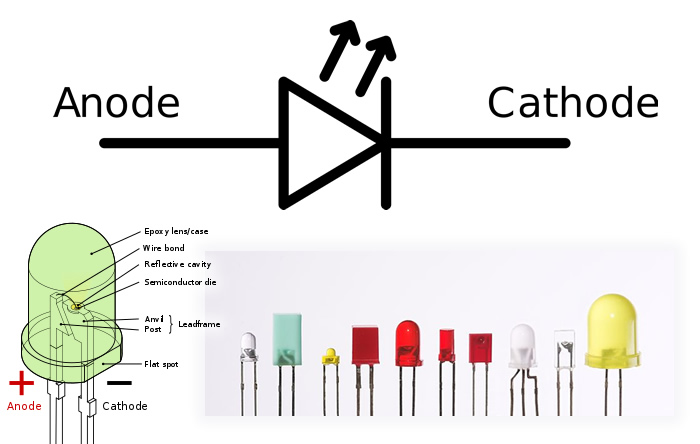 Anode
Cathode
Epoxy lens/case
Wire bond
Reflective cavity
Semiconductor die
Anvil
Post
Leadframe
Flat spot
+
−
Anode
Cathode